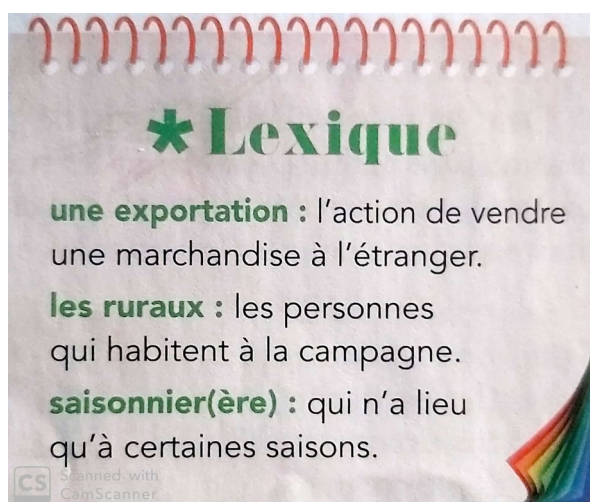 *Lexique
une exportation : l'action de vendre
une marchandise à l'étranger.
les ruraux : les personnes
qui habitent à la campagne.
saisonnier(ère) : qui n'a lieu
qu'à certaines saisons.
CS Scanned with
CamScanner